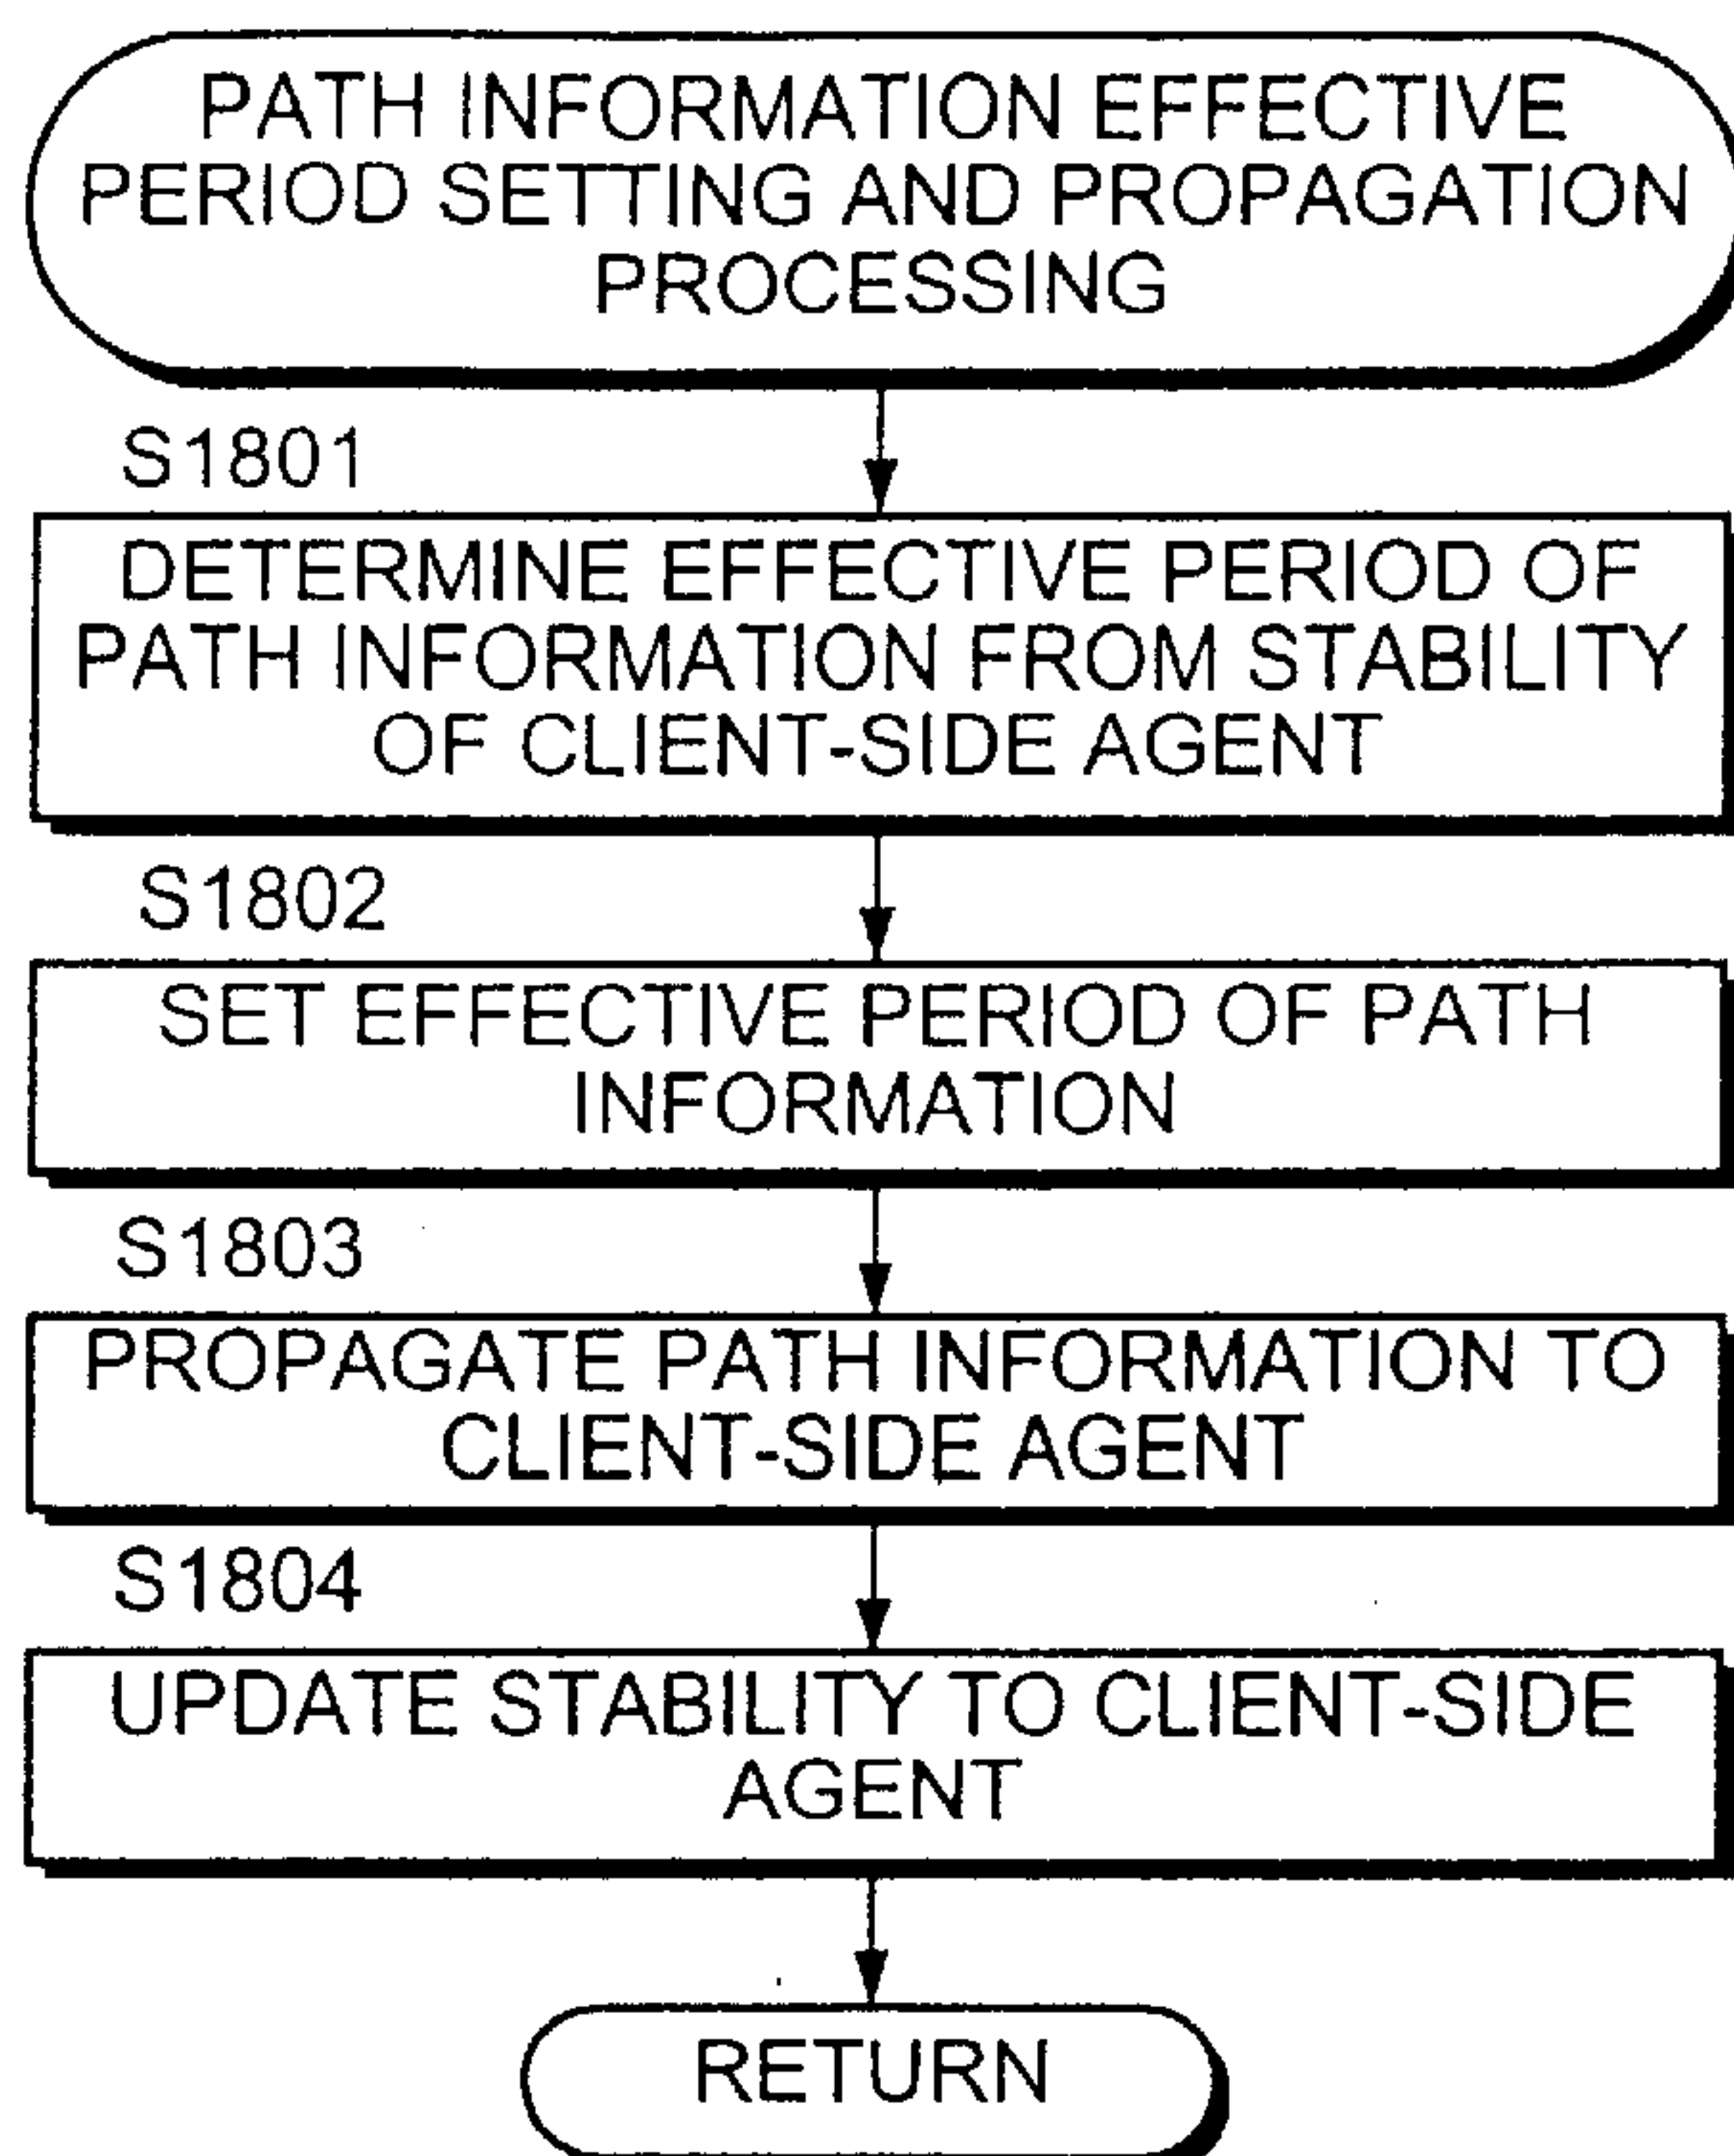 PATH INFORMATION EFFECTIVE
PERIOD SETTING AND PROPAGATION
PROCESSING
S1801
DETERMINE EFFECTIVE PERIOD OF
PATH INFORMATION FROM STABILITY
OF CLIENT-SIDE AGENT
S1802
SET EFFECTIVE PERIOD OF PATH
INFORMATION
S1803
PROPAGATE PATH INFORMATION TO
CLIENT-SIDE AGENT
S1804
UPDATE STABILITY TO CLIENT-SIDE
AGENT
RETURN